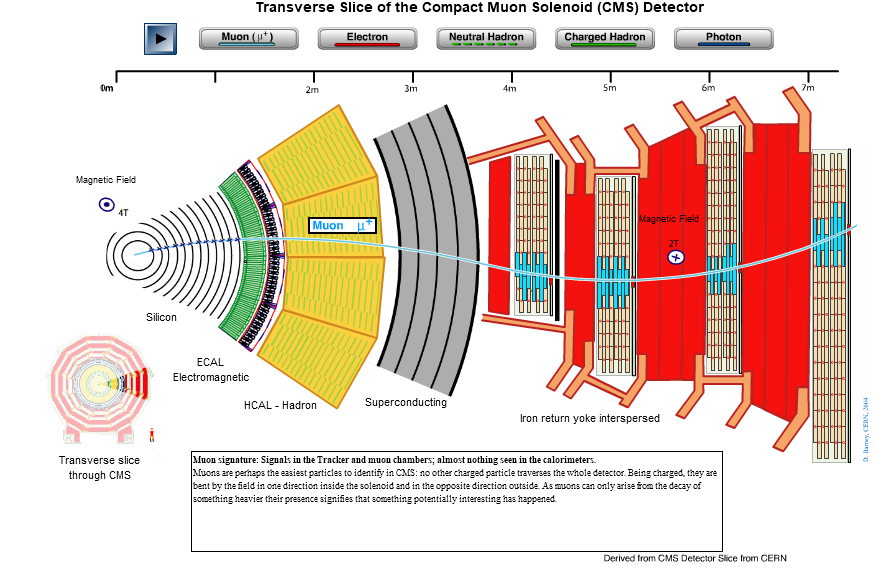 Transverse Slice of the Compact Muon Solenoid (CMS) Detector
Muon (μ+)
Electron
Neutral Hadron
Charged Hadron
Photon
0m
2m
3m
4m
5m
6m
7m
Magnetic Field
4T
Muon μ+
Magnetic Field
2T
Silicon
ECAL
Electromagnetic
HCAL - Hadron
Superconducting
Iron return yoke interspersed
Transverse slice
through CMS
Muon signature: Signals in the Tracker and muon chambers; almost nothing seen in the calorimeters.
Muons are perhaps the easiest particles to identify in CMS: no other charged particle traverses the whole detector. Being charged, they are
bent by the field in one direction inside the solenoid and in the opposite direction outside. As muons can only arise from the decay of
something heavier their presence signifies that something potentially interesting has happened.
D. Barney, CERN, 2004
Derived from CMS Detector Slice from CERN